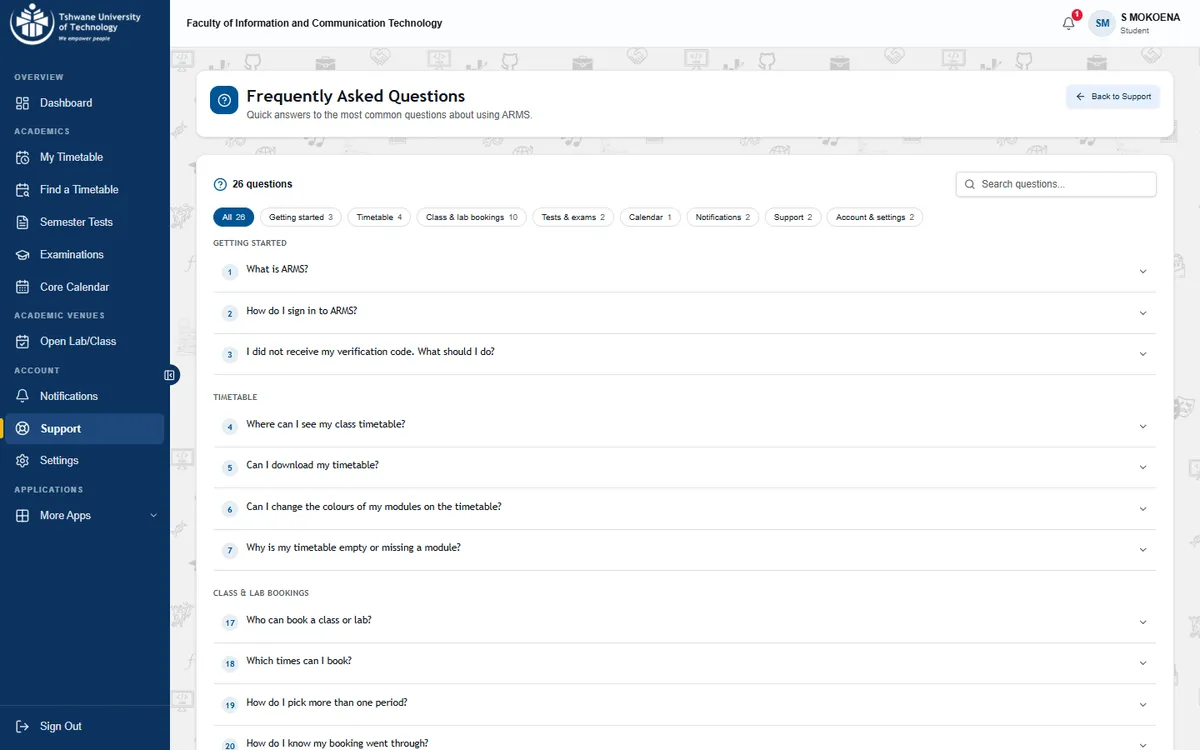 Tshwane University
of Technology
We empower people
Faculty of Information and Communication Technology
1
SM
S MOKOENA
Student
OVERVIEW
Dashboard
ACADEMICS
My Timetable
Find a Timetable
Semester Tests
Examinations
Core Calendar
ACADEMIC VENUES
Open Lab/Class
ACCOUNT
Notifications
Support
Settings
APPLICATIONS
More Apps
Sign Out
Frequently Asked Questions
Quick answers to the most common questions about using ARMS.
Back to Support
26 questions
Search questions...
All 26
Getting started 3
Timetable 4
Class & lab bookings 10
Tests & exams 2
Calendar 1
Notifications 2
Support 2
Account & settings 2
GETTING STARTED
1 What is ARMS?
2 How do I sign in to ARMS?
3 I did not receive my verification code. What should I do?
TIMETABLE
4 Where can I see my class timetable?
5 Can I download my timetable?
6 Can I change the colours of my modules on the timetable?
7 Why is my timetable empty or missing a module?
CLASS & LAB BOOKINGS
17 Who can book a class or lab?
18 Which times can I book?
19 How do I pick more than one period?
20 How do I know my booking went through?